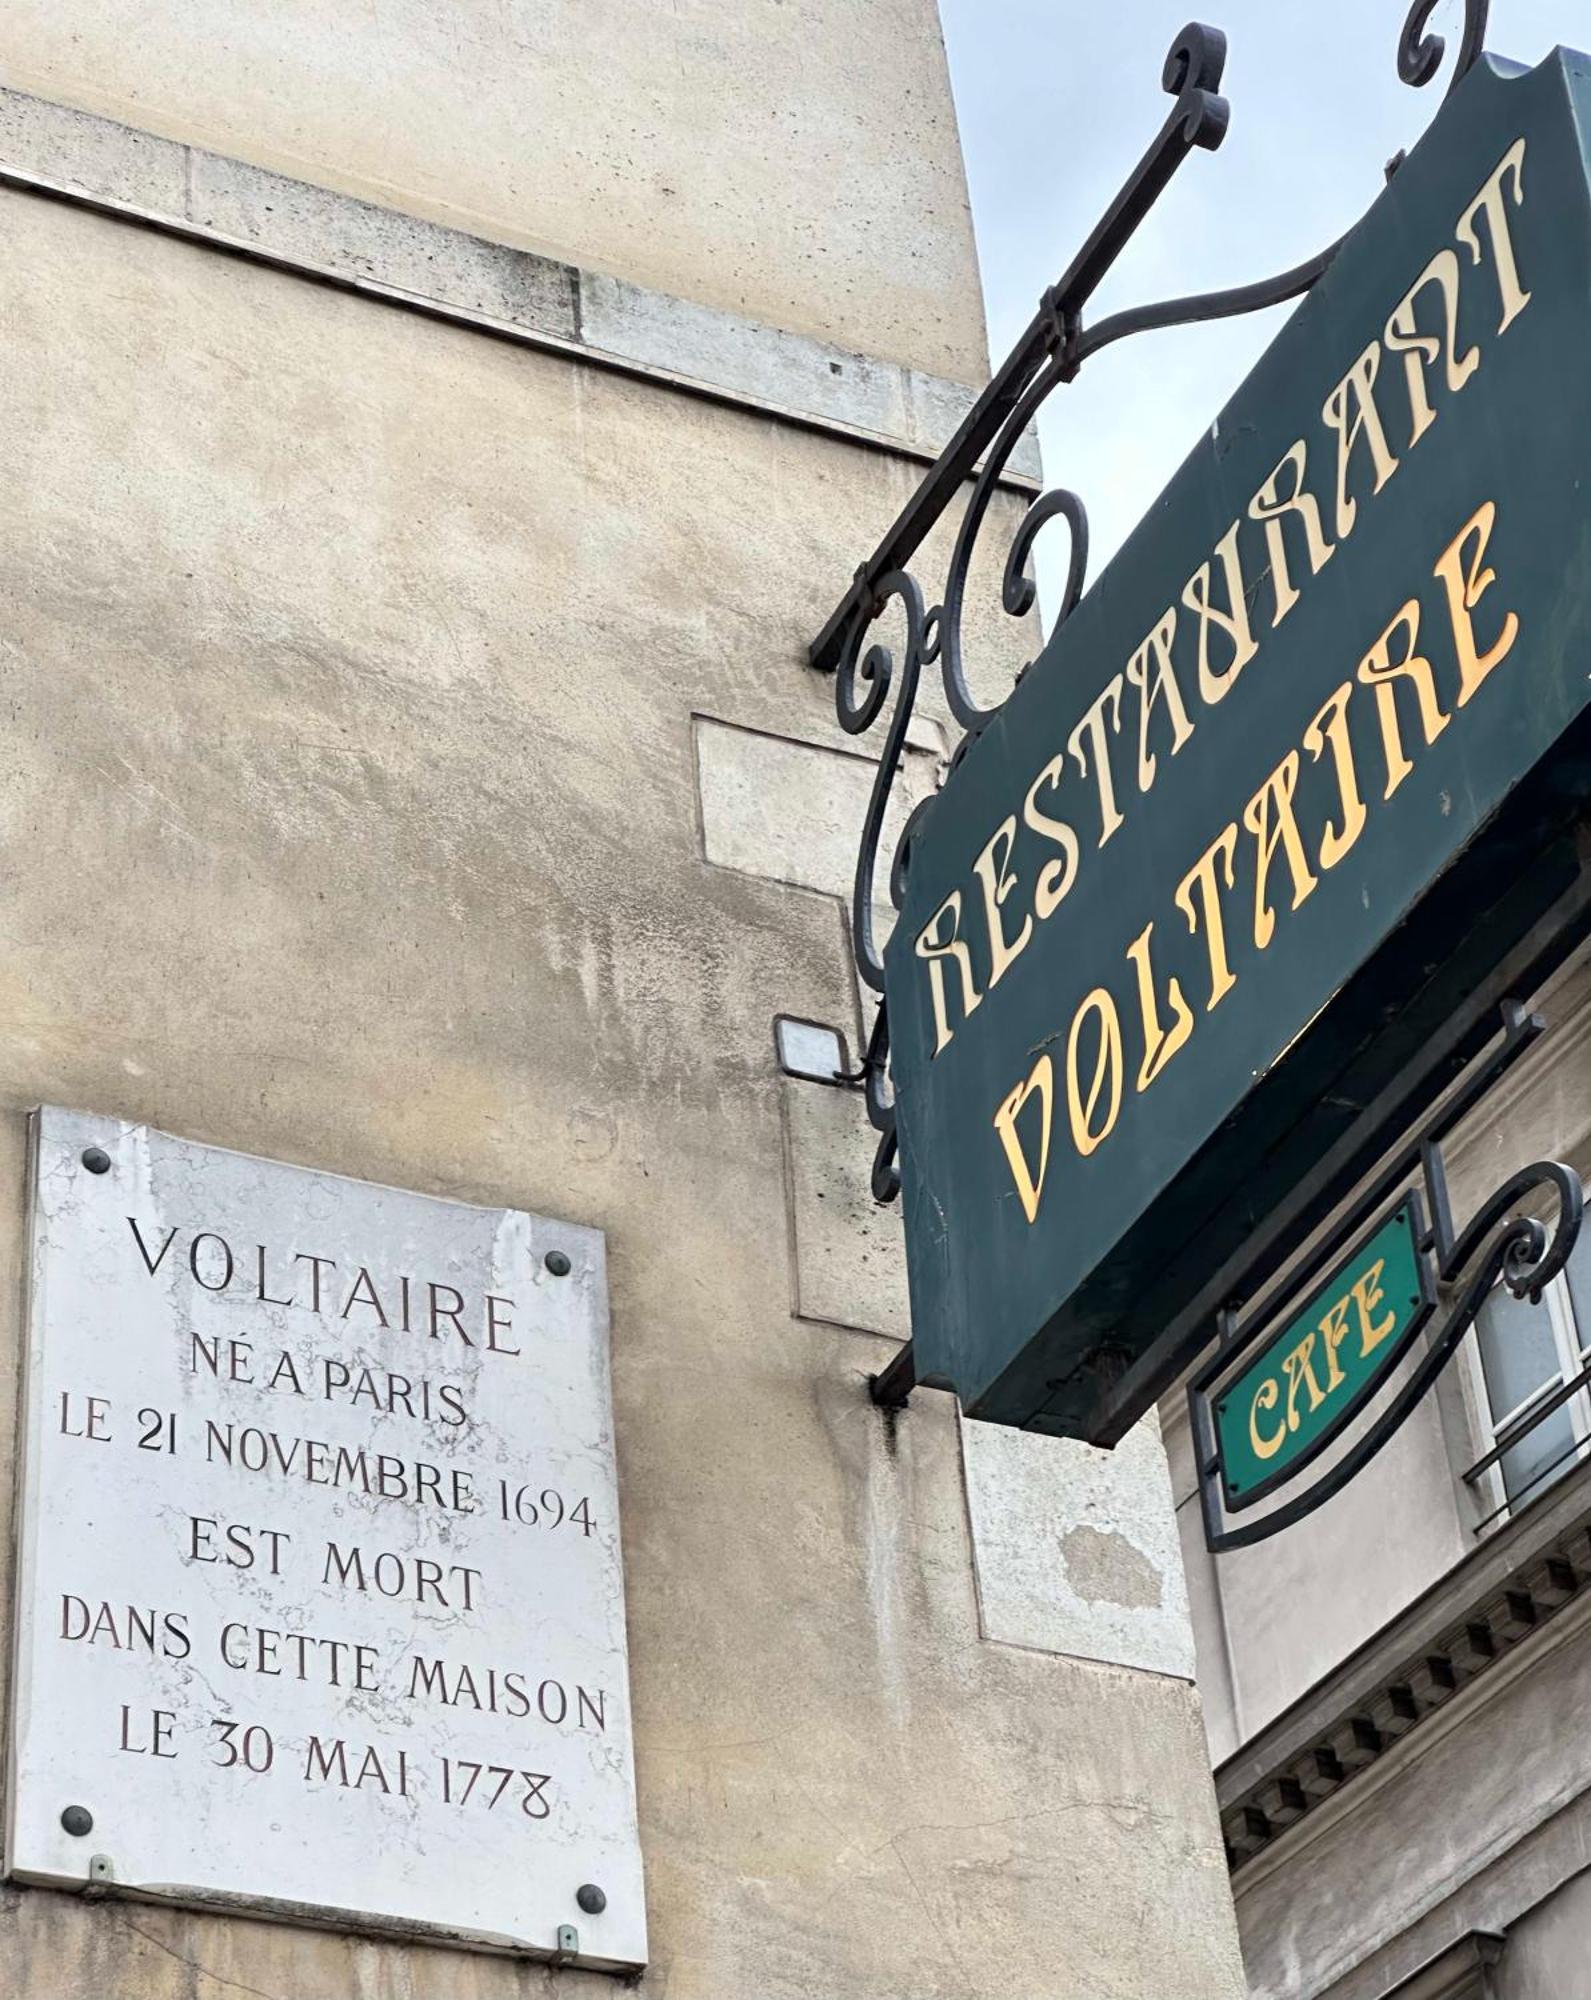 RESTAURANT
VOLTAIRE
CAFE
VOLTAIRE
NÉ A PARIS
LE 21 NOVEMBRE 1694
EST MORT
DANS CETTE MAISON
LE 30 MAI 1778